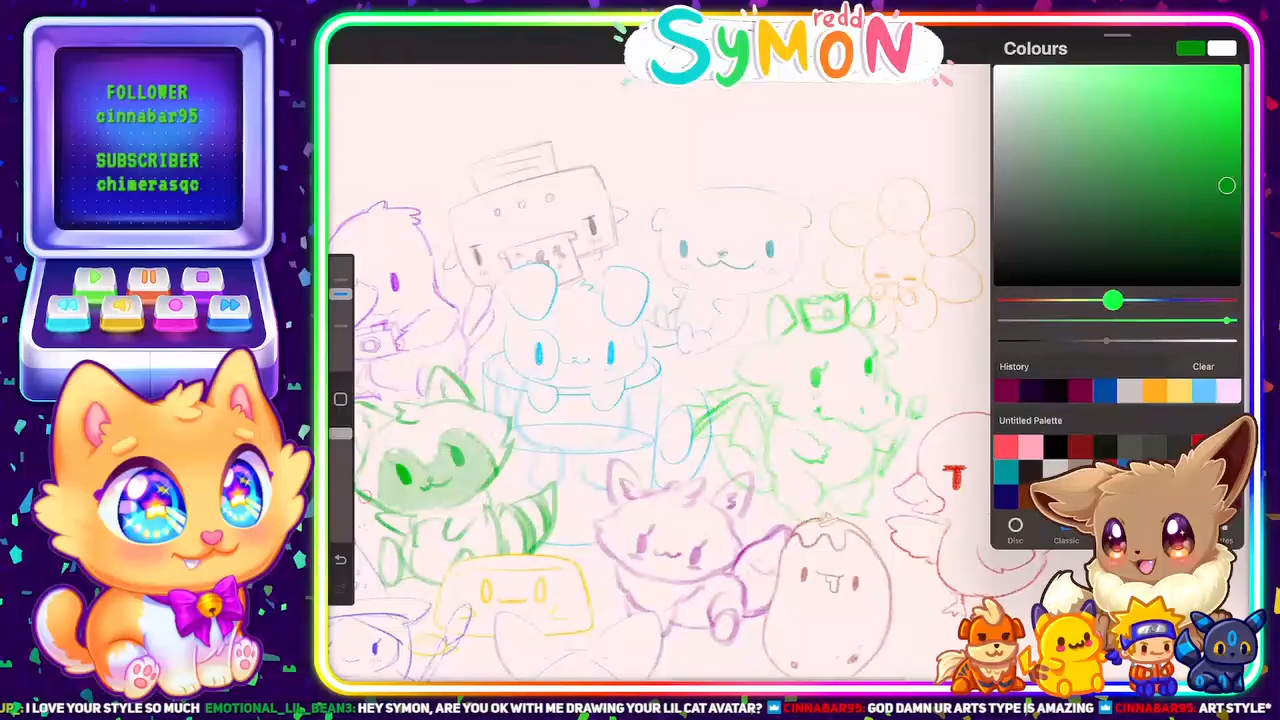 redd
SYMON
FOLLOWER
cinnabar95
SUBSCRIBER
chimerasqc
Colours
History
Clear
Untitled Palette
T
Disc
Classic
I LOVE YOUR STYLE SO MUCH EMOTIONAL_LIL_BEAN3: HEY SYMON, ARE YOU OK WITH ME DRAWING YOUR LIL CAT AVATAR? CINNABAR95: GOD DAMN UR ARTS TYPE IS AMAZING CINNABAR95: ART STYLE*